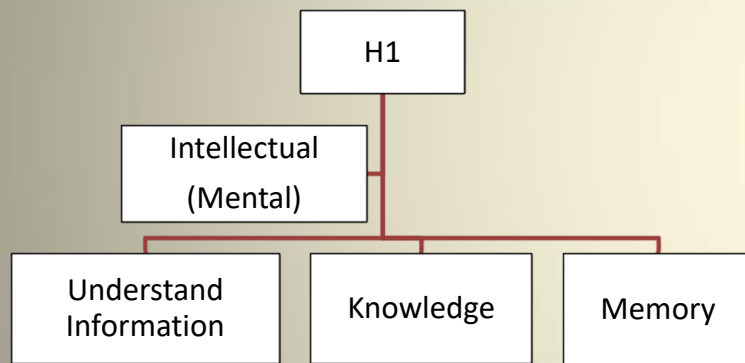 H1
Intellectual
(Mental)
Understand
Information
Knowledge
Memory